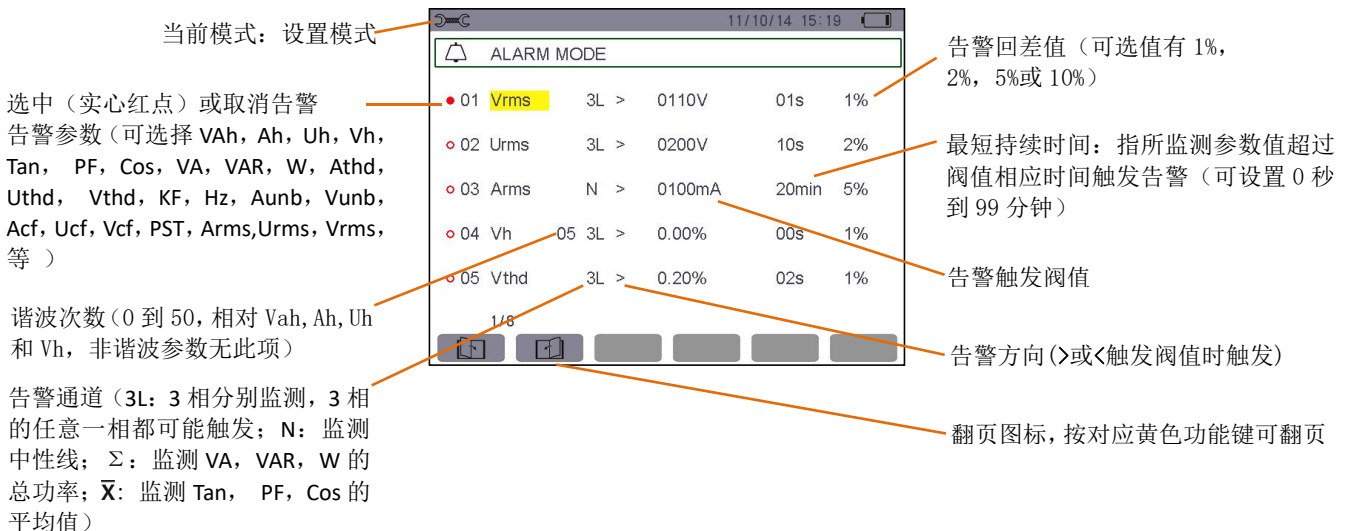 当前模式：设置模式
选中（实心红点）或取消告警
告警参数（可选择 VAh，Ah，Uh，Vh，
Tan， PF，Cos，VA，VAR，W，Athd，
Uthd， Vthd，KF，Hz，Aunb，Vunb，
Acf，Ucf，Vcf，PST，Arms,Urms，Vrms，
等 ）
谐波次数（0 到 50，相对 Vah,Ah,Uh
和 Vh，非谐波参数无此项）
告警通道（3L：3 相分别监测，3 相
的任意一相都可能触发；N：监测
中性线；Σ：监测 VA，VAR，W 的
总功率；X̅：监测 Tan， PF，Cos 的
平均值）
11/10/14 15:19
ALARM MODE
01 Vrms 3L > 0110V 01s 1%
02 Urms 3L > 0200V 10s 2%
03 Arms N > 0100mA 20min 5%
04 Vh 05 3L > 0.00% 00s 1%
05 Vthd 3L > 0.20% 02s 1%
1/8
告警回差值（可选值有 1%，
2%，5%或 10%）
最短持续时间：指所监测参数值超过
阀值相应时间触发告警（可设置 0 秒
到 99 分钟）
告警触发阀值
告警方向(>或<触发阀值时触发)
翻页图标，按对应黄色功能键可翻页